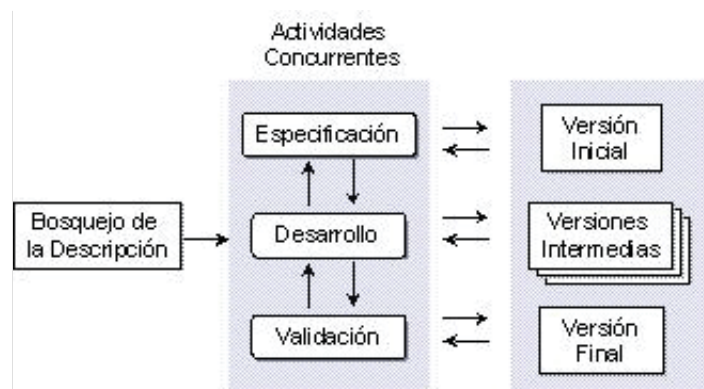 Actividades
Concurrentes
Especificación
Versión
Inicial
Bosquejo de
la Descripción
Desarrollo
Versiones
Intermedias
Validación
Versión
Final